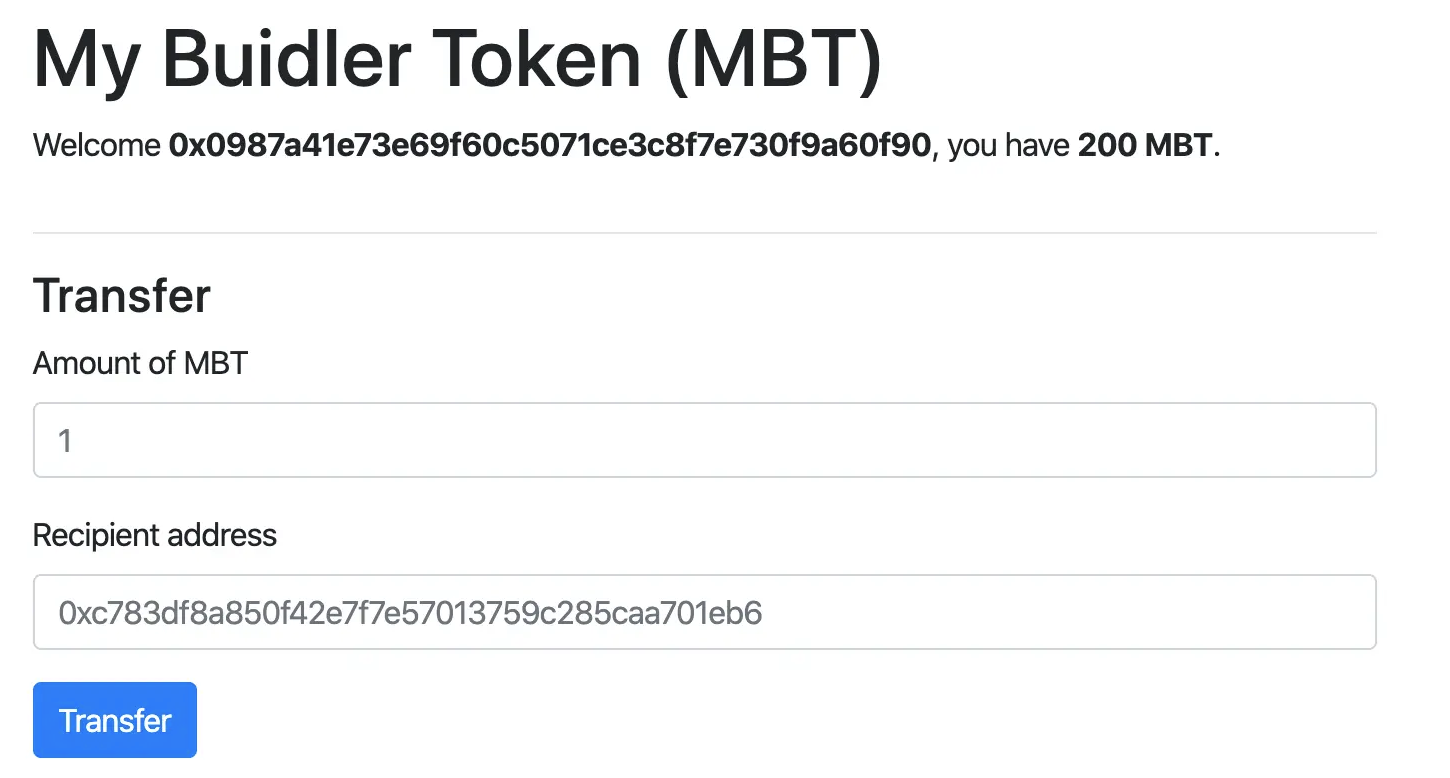 My Buidler Token (MBT)
Welcome 0x0987a41e73e69f60c5071ce3c8f7e730f9a60f90, you have 200 MBT.
Transfer
Amount of MBT
1
Recipient address
0xc783df8a850f42e7f7e57013759c285caa701eb6
Transfer